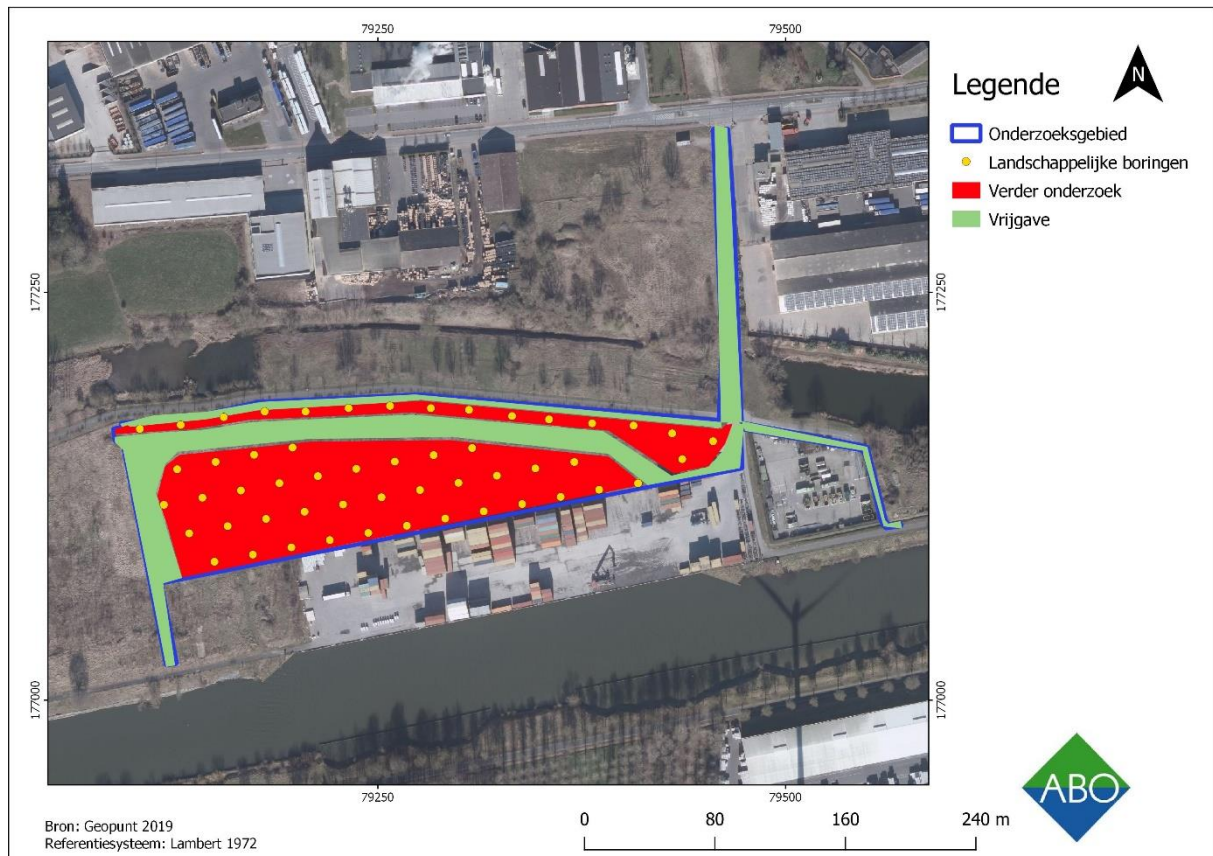 79250
79500
177250
177250
177000
177000
79250
79500
Legende
N
Onderzoeksgebied
Landschappelijke boringen
Verder onderzoek
Vrijgave
Bron: Geopunt 2019
Referentiesysteem: Lambert 1972
0 80 160 240 m
ABO